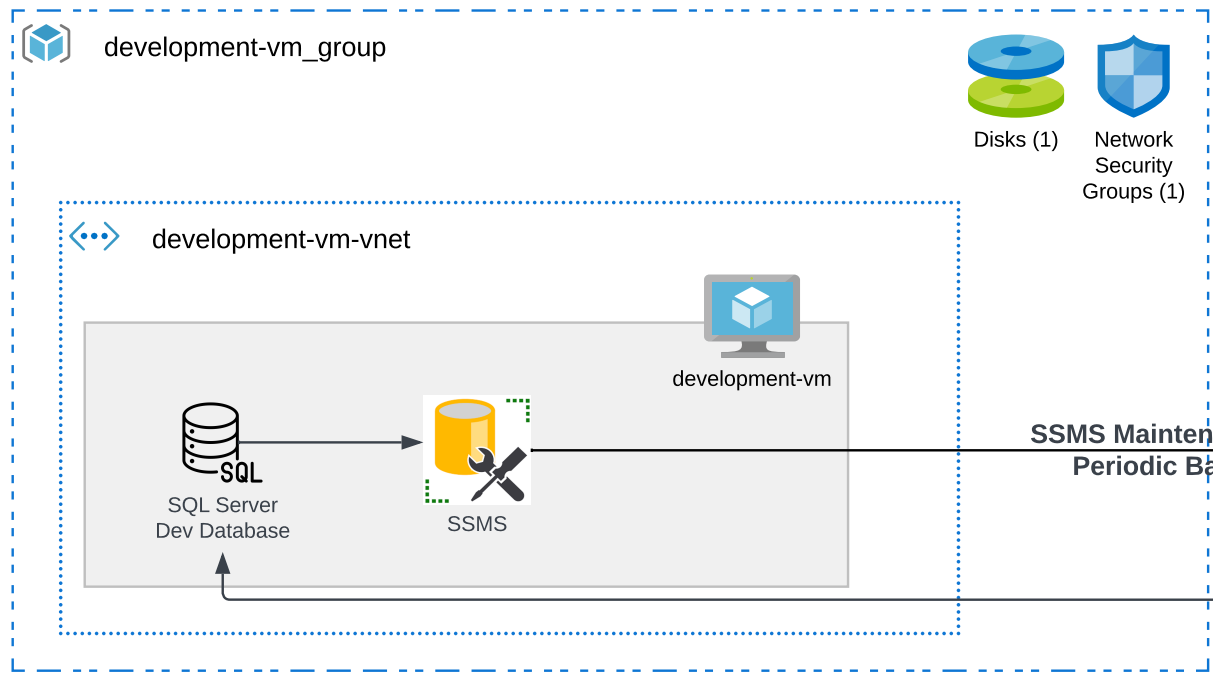 development-vm_group
Disks (1)
Network
Security
Groups (1)
development-vm-vnet
development-vm
SQL
SQL Server
Dev Database
SSMS
SSMS Mainten
Periodic Ba